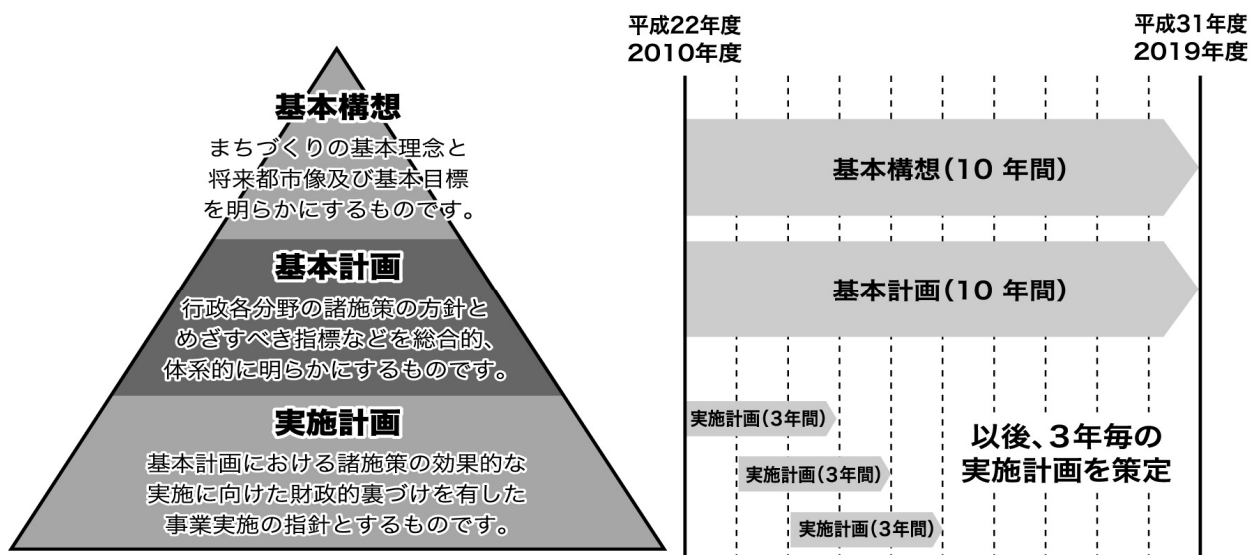 基本構想
まちづくりの基本理念と
将来都市像及び基本目標
を明らかにするものです。
基本計画
行政各分野の諸施策の方針と
めざすべき指標などを総合的、
体系的に明らかにするものです。
実施計画
基本計画における諸施策の効果的な
実施に向けた財政的裏づけを有した
事業実施の指針とするものです。
平成22年度
2010年度
平成31年度
2019年度
基本構想(10 年間)
基本計画(10 年間)
実施計画(3年間)
実施計画(3年間)
実施計画(3年間)
以後、3年毎の
実施計画を策定